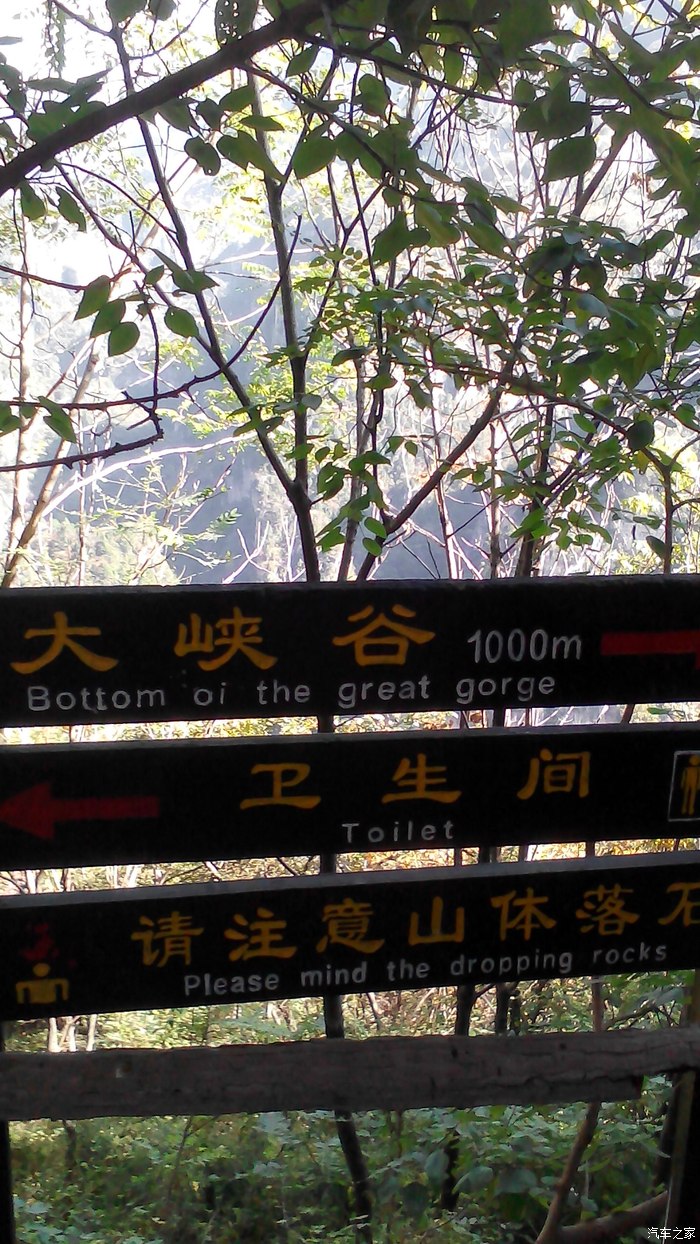 大峡谷 1000m
Bottom oi the great gorge
卫生间
Toilet
请注意山体落石
Please mind the dropping rocks
汽车之家